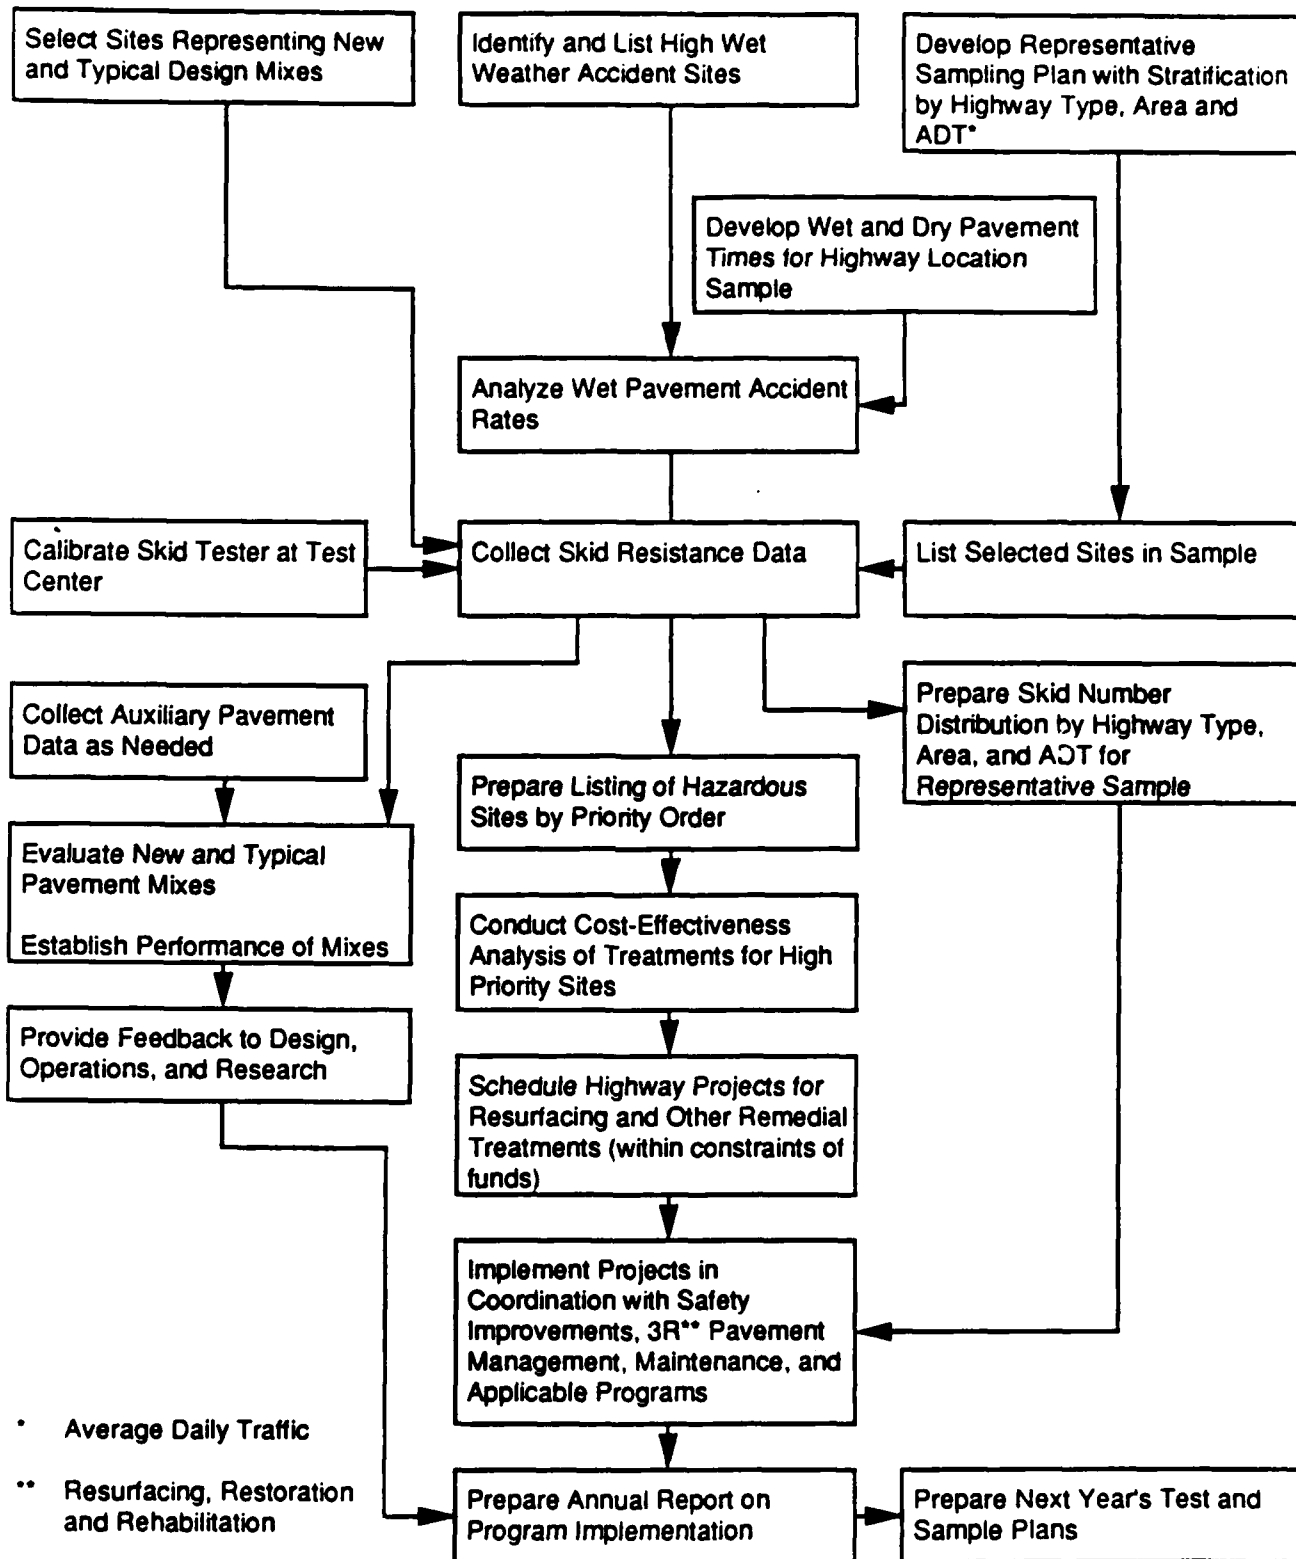 Select Sites Representing New
and Typical Design Mixes
Identify and List High Wet
Weather Accident Sites
Develop Representative
Sampling Plan with Stratification
by Highway Type, Area and
ADT*
Develop Wet and Dry Pavement
Times for Highway Location
Sample
Analyze Wet Pavement Accident
Rates
Calibrate Skid Tester at Test
Center
Collect Skid Resistance Data
List Selected Sites in Sample
Collect Auxiliary Pavement
Data as Needed
Prepare Skid Number
Distribution by Highway Type,
Area, and ADT for
Representative Sample
Prepare Listing of Hazardous
Sites by Priority Order
Evaluate New and Typical
Pavement Mixes
Establish Performance of Mixes
Conduct Cost-Effectiveness
Analysis of Treatments for High
Priority Sites
Provide Feedback to Design,
Operations, and Research
Schedule Highway Projects for
Resurfacing and Other Remedial
Treatments (within constraints of
funds)
Implement Projects in
Coordination with Safety
Improvements, 3R** Pavement
Management, Maintenance, and
Applicable Programs
* Average Daily Traffic
** Resurfacing, Restoration
and Rehabilitation
Prepare Annual Report on
Program Implementation
Prepare Next Year's Test and
Sample Plans